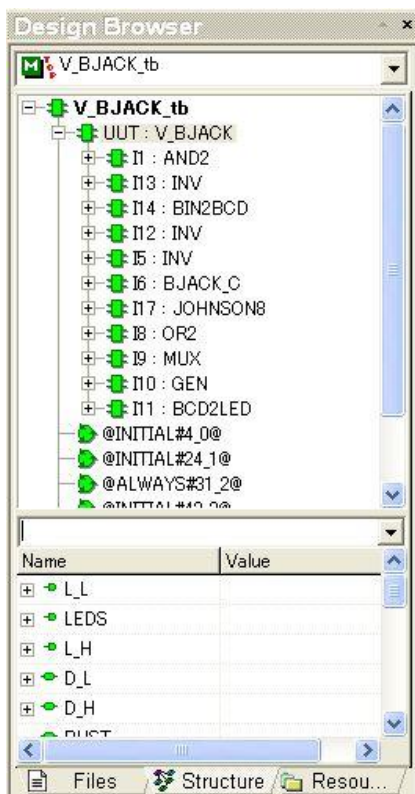 Design Browser
V_BJACK_tb
V_BJACK_tb
UUT : V_BJACK
I1 : AND2
I13 : INV
I14 : BIN2BCD
I12 : INV
I5 : INV
I6 : BJACK_C
I17 : JOHNSON8
I8 : OR2
I9 : MUX
I10 : GEN
I11 : BCD2LED
@INITIAL#4_0@
@INITIAL#24_1@
@ALWAYS#31_2@
Name Value
L_L
LEDS
L_H
D_L
D_H
Files Structure Resou...